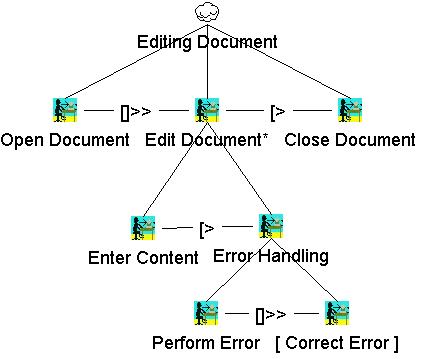 Editing Document
[]>> [>
Open Document Edit Document* Close Document
[>
Enter Content Error Handling
[]>>
Perform Error [ Correct Error ]